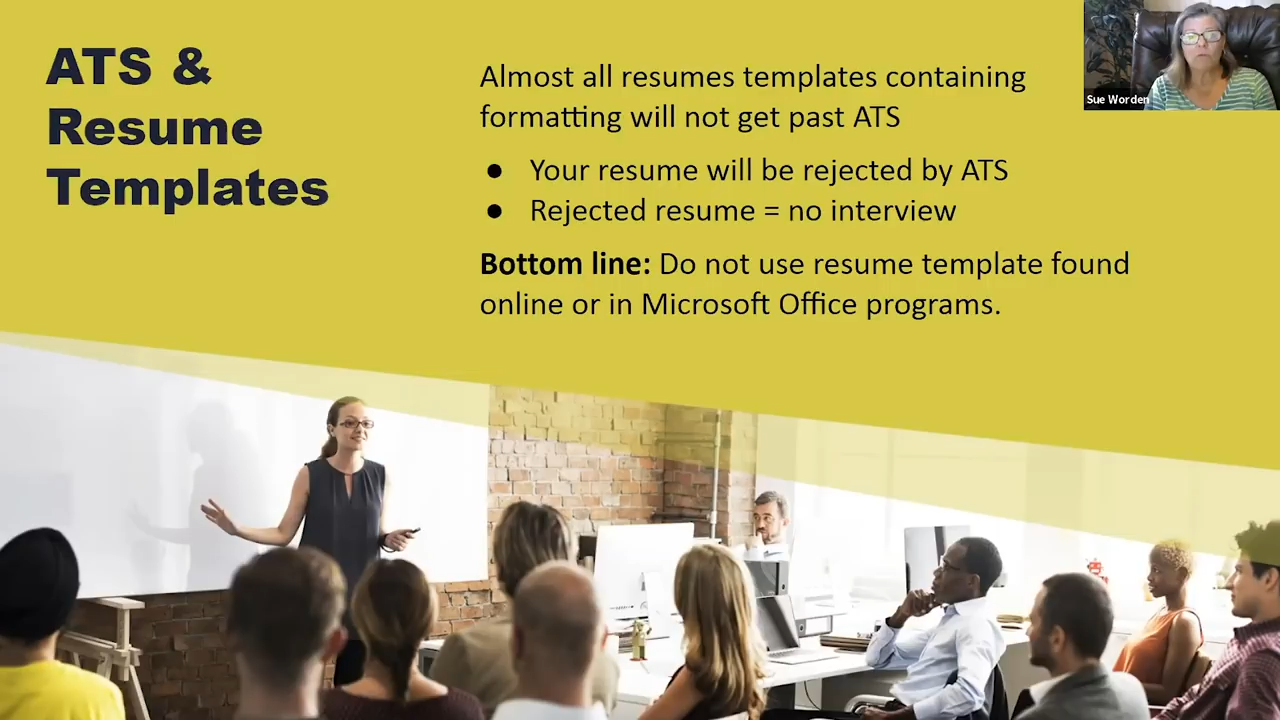 ATS &
Resume
Templates
Almost all resumes templates containing
formatting will not get past ATS
● Your resume will be rejected by ATS
● Rejected resume = no interview
Bottom line: Do not use resume template found
online or in Microsoft Office programs.
Sue Worden